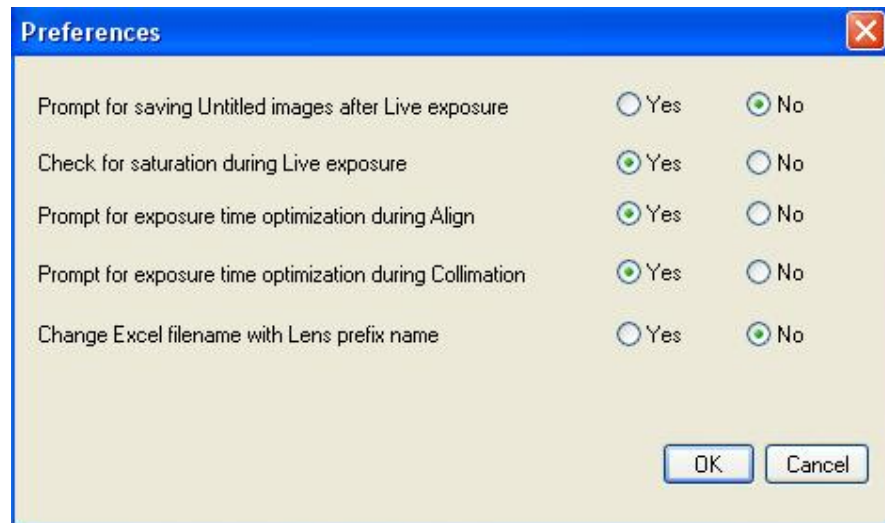 Preferences
Prompt for saving Untitled images after Live exposure Yes No
Check for saturation during Live exposure Yes No
Prompt for exposure time optimization during Align Yes No
Prompt for exposure time optimization during Collimation Yes No
Change Excel filename with Lens prefix name Yes No
OK Cancel